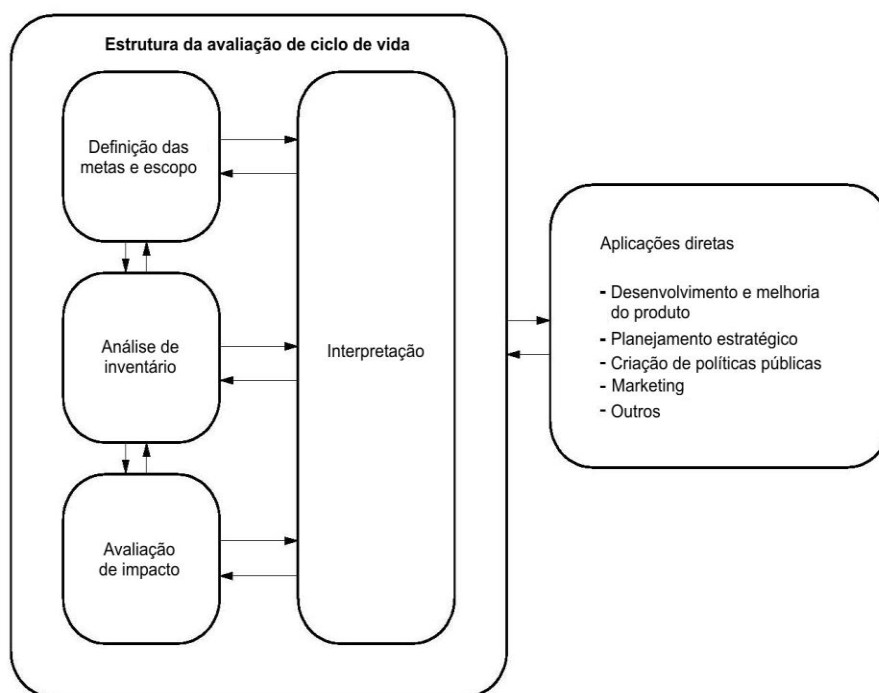 Estrutura da avaliação de ciclo de vida
Definição das
metas e escopo
Análise de
inventário
Avaliação
de impacto
Interpretação
Aplicações diretas
- Desenvolvimento e melhoria
do produto
- Planejamento estratégico
- Criação de políticas públicas
- Marketing
- Outros